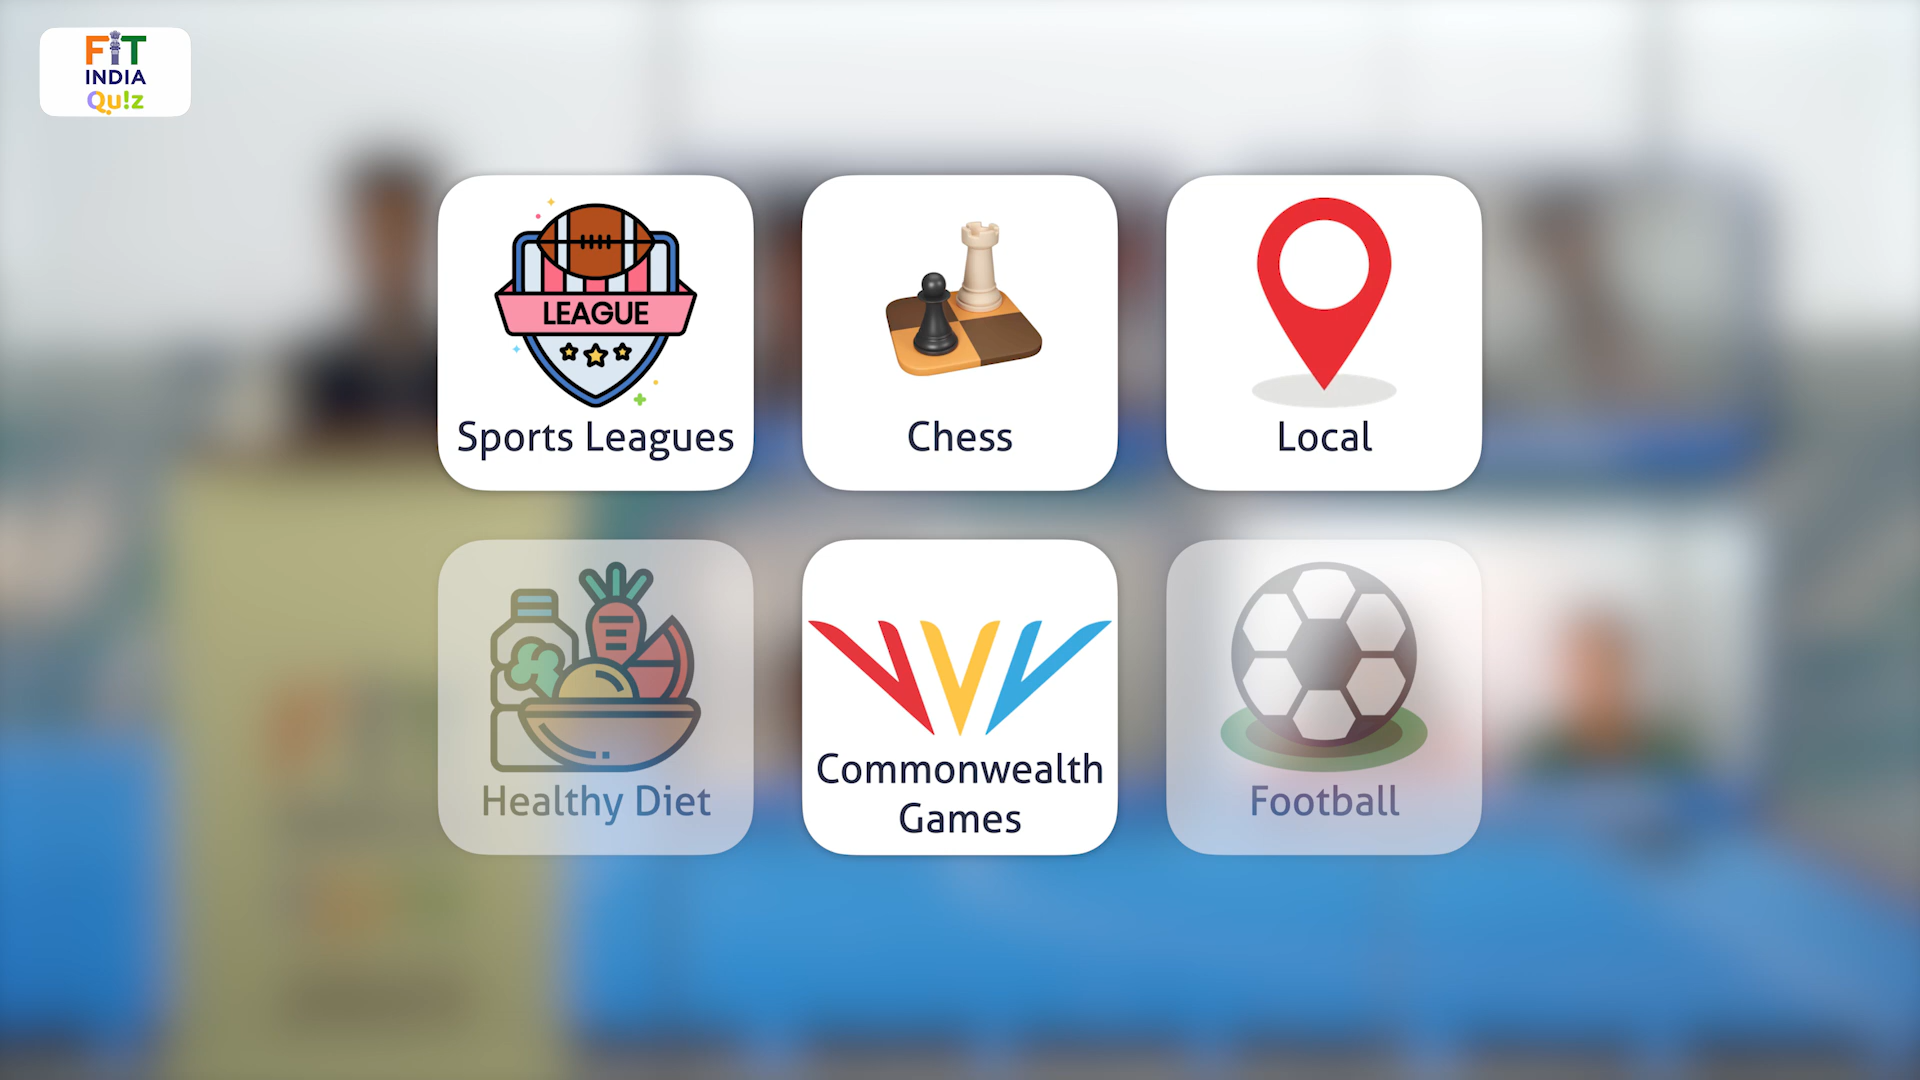 FIT
INDIA
Qu!z
LEAGUE
Sports Leagues
Chess
Local
Healthy Diet
Commonwealth
Games
Football